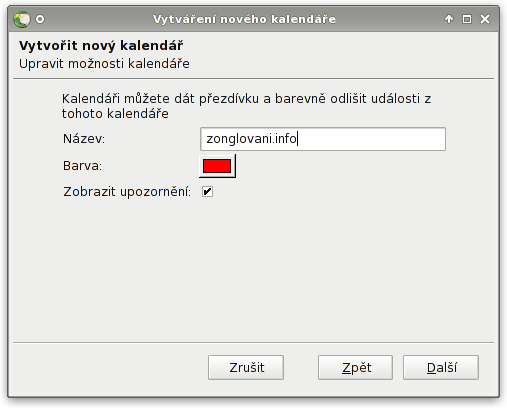 Vytváření nového kalendáře
Vytvořit nový kalendář
Upravit možnosti kalendáře
Kalendáři můžete dát přezdívku a barevně odlišit události z
tohoto kalendáře
Název: zonglovani.info
Barva:
Zobrazit upozornění:
Zrušit Zpět Další